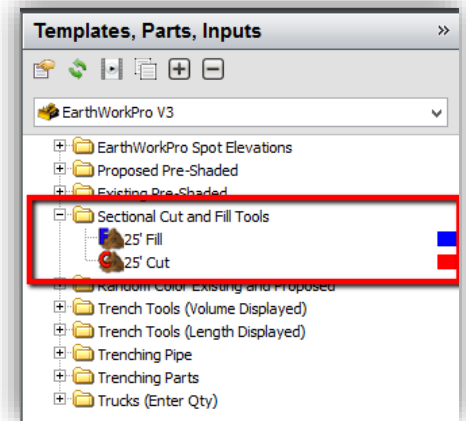 Templates, Parts, Inputs »
EarthWorkPro V3
EarthWorkPro Spot Elevations
Proposed Pre-Shaded
Existing Pre-Shaded
Sectional Cut and Fill Tools
F 25' Fill
C 25' Cut
Random Color Existing and Proposed
Trench Tools (Volume Displayed)
Trench Tools (Length Displayed)
Trenching Pipe
Trenching Parts
Trucks (Enter Qty)